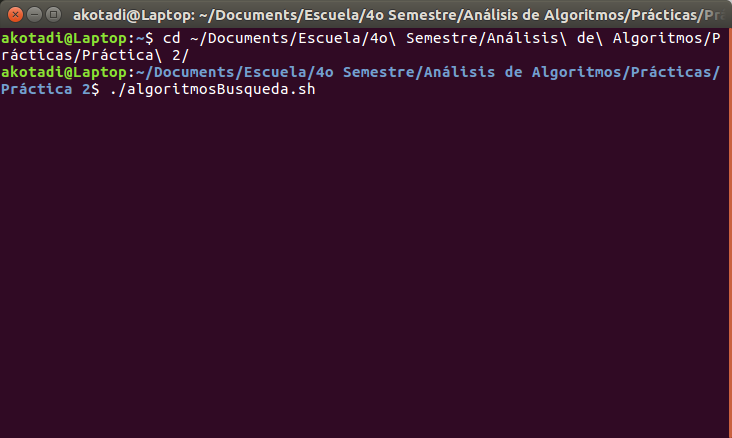 akotadi@Laptop: ~/Documents/Escuela/4o Semestre/Análisis de Algoritmos/Prácticas/Prá
akotadi@Laptop:~$ cd ~/Documents/Escuela/4o\ Semestre/Análisis\ de\ Algoritmos/P
rácticas/Práctica\ 2/
akotadi@Laptop:~/Documents/Escuela/4o Semestre/Análisis de Algoritmos/Prácticas/
Práctica 2$ ./algoritmosBusqueda.sh